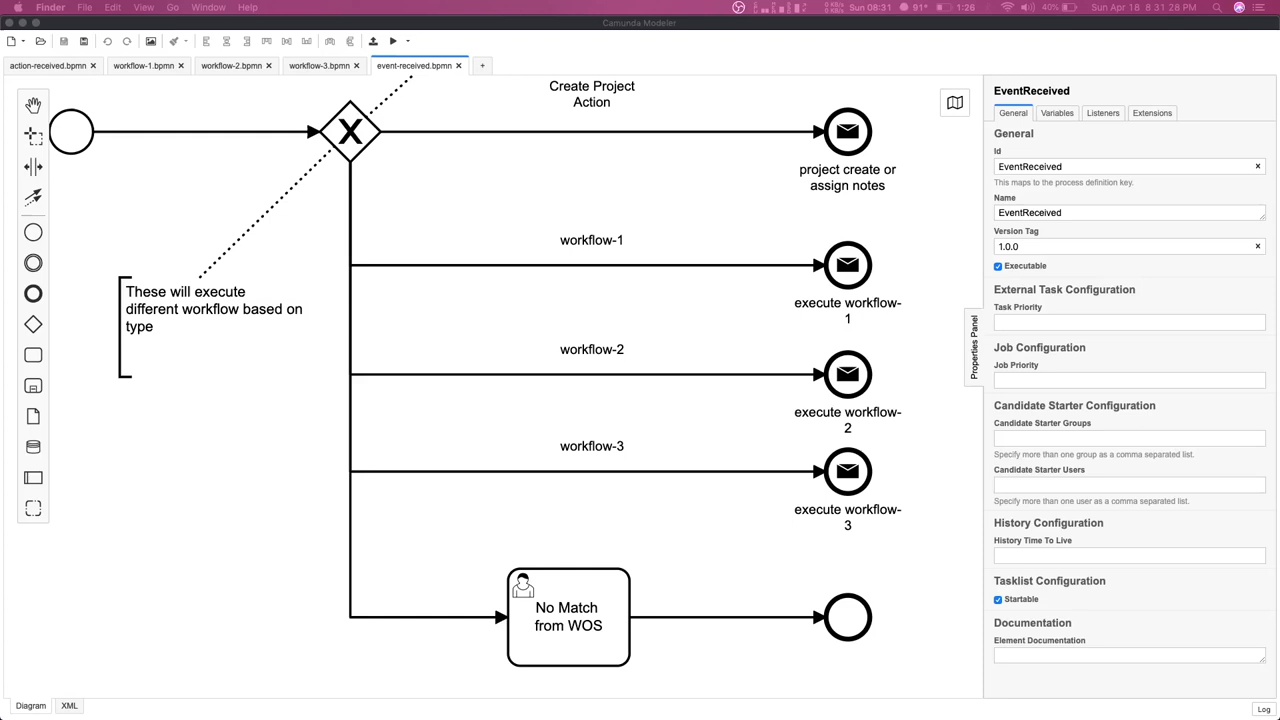 Finder File Edit View Go Window Help
Sun 08:31 91° 1:26 40% Sun Sep 4 8:31:28 PM
Camunda Modeler
action-received.bpmn workflow-1.bpmn workflow-2.bpmn workflow-3.bpmn event-received.bpmn +
Create Project
Action
project create or
assign notes
workflow-1
execute workflow-
1
These will execute
different workflow based on
type
workflow-2
execute workflow-
2
workflow-3
execute workflow-
3
No Match
from WOS
Properties Panel
EventReceived
General Variables Listeners Extensions
General
Id
EventReceived
This maps to the process definition key.
Name
EventReceived
Version Tag
1.0.0
Executable
External Task Configuration
Task Priority
Job Configuration
Job Priority
Candidate Starter Configuration
Candidate Starter Groups
Specify more than one group as a comma separated list.
Candidate Starter Users
Specify more than one user as a comma separated list.
History Configuration
History Time To Live
Tasklist Configuration
Startable
Documentation
Element Documentation
Diagram XML
Log